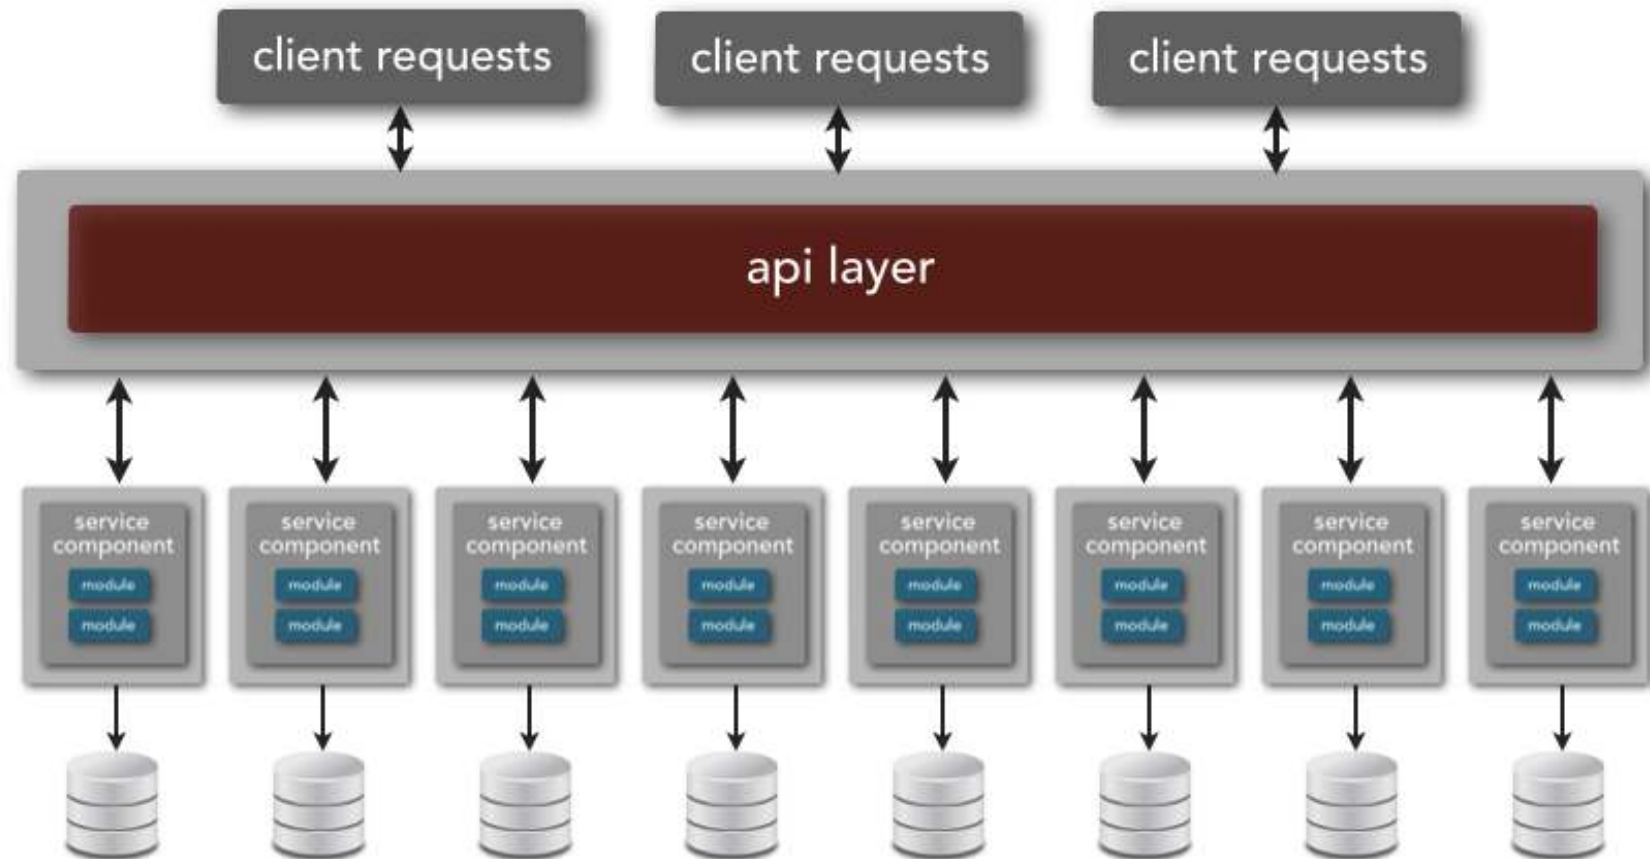 client requests
client requests
client requests
api layer
service
component
module
module
service
component
module
module
service
component
module
module
service
component
module
module
service
component
module
module
service
component
module
module
service
component
module
module
service
component
module
module